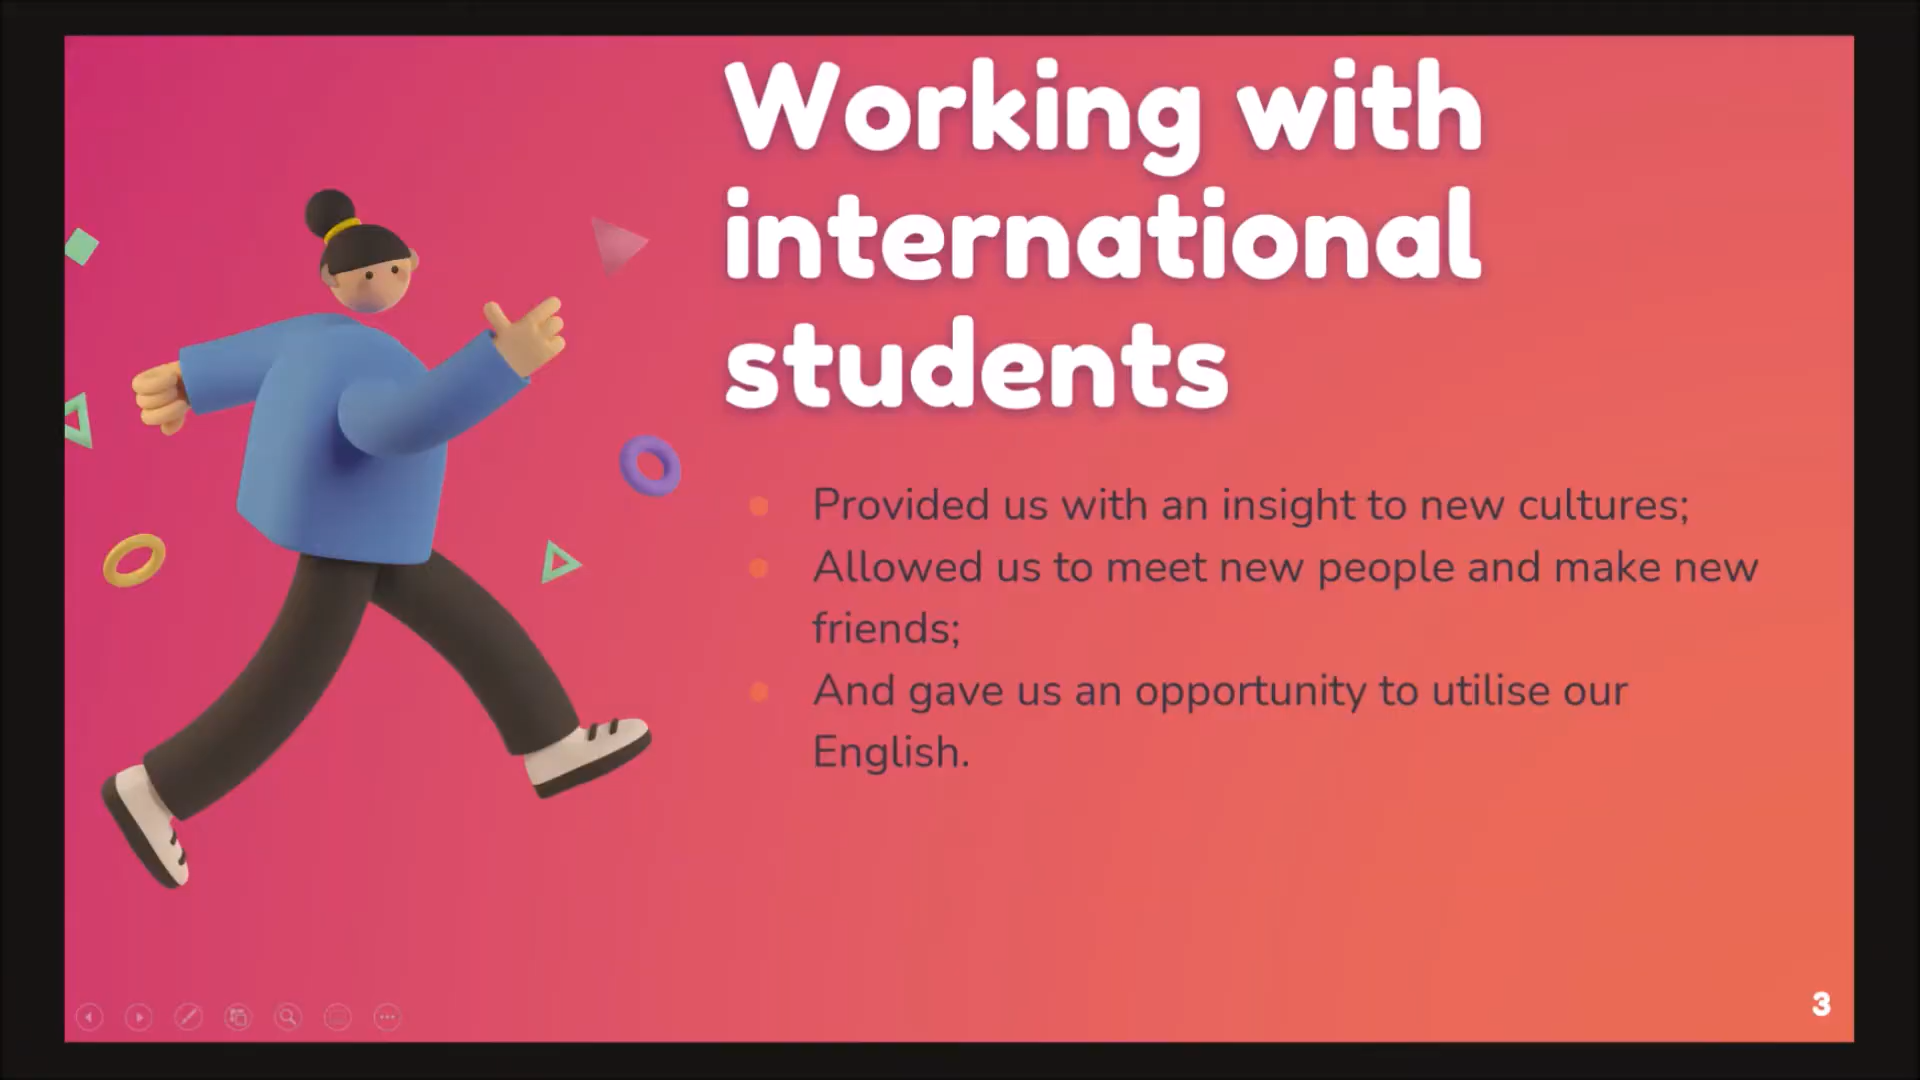 Working with
international
students
Provided us with an insight to new cultures;
Allowed us to meet new people and make new
friends;
And gave us an opportunity to utilise our
English.
3